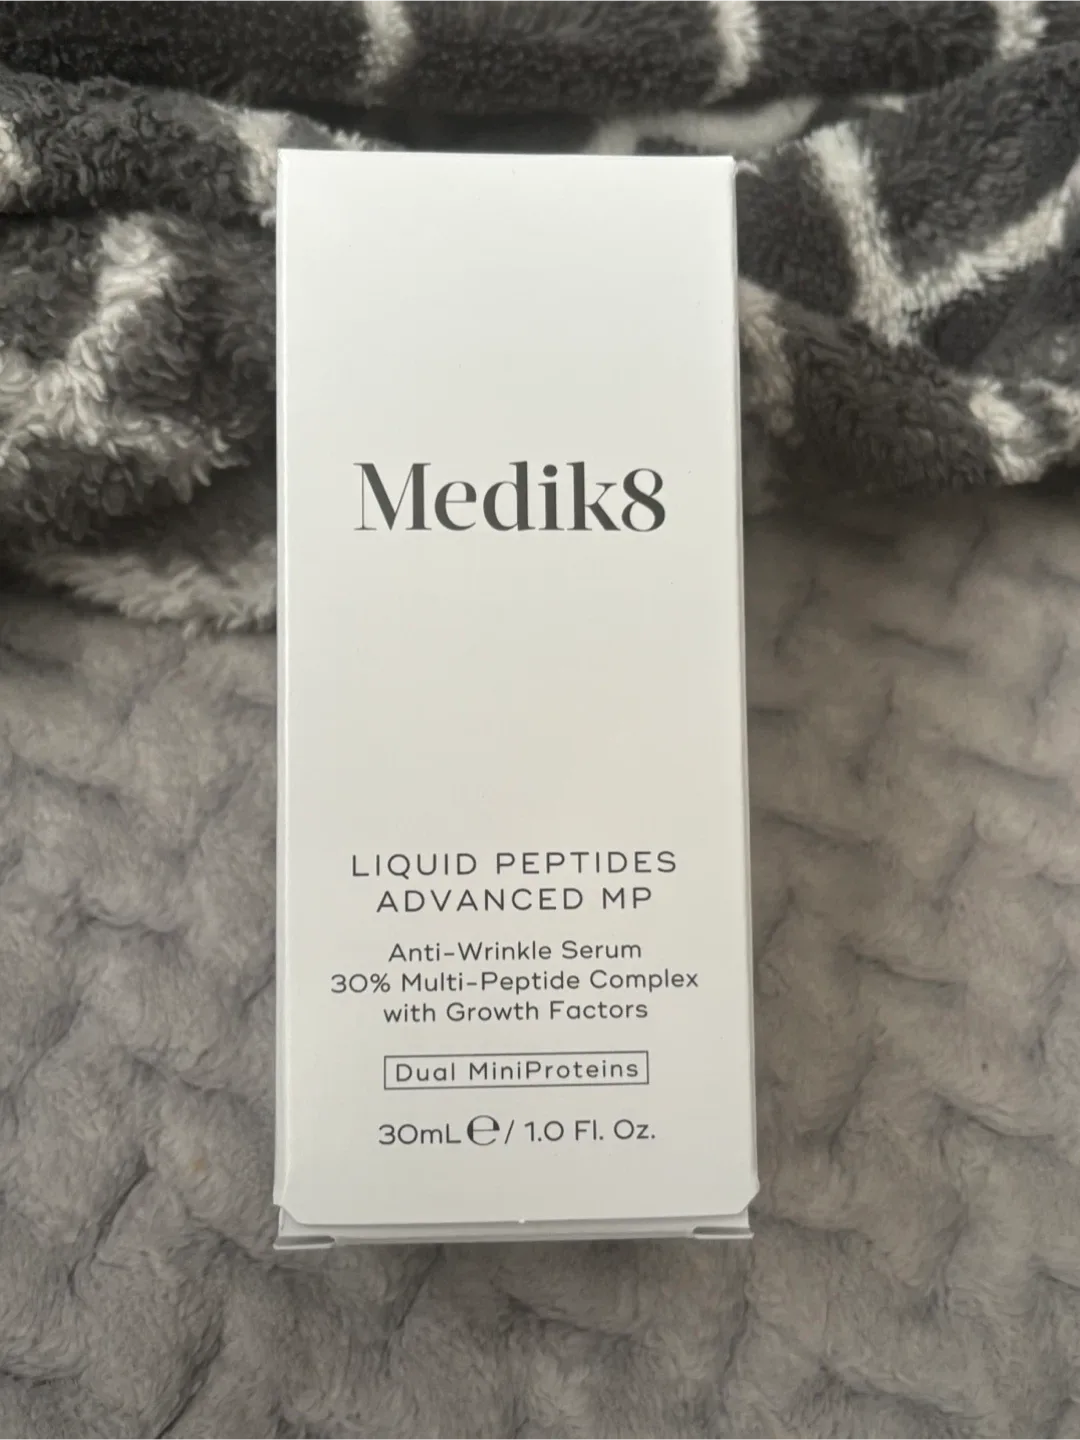 Medik8
LIQUID PEPTIDES
ADVANCED MP
Anti-Wrinkle Serum
30% Multi-Peptide Complex
with Growth Factors
Dual MiniProteins
30mL ℮ / 1.0 Fl. Oz.